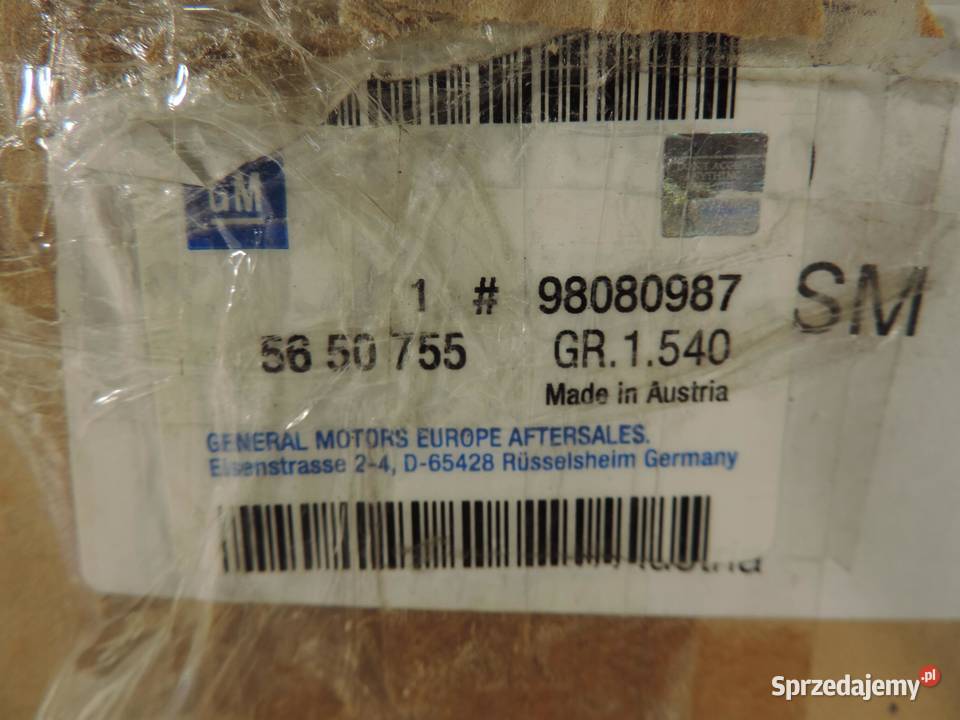 GM
1 # 98080987
56 50 755 GR.1.540
SM
Made in Austria
GENERAL MOTORS EUROPE AFTERSALES.
Eisenstrasse 2-4, D-65428 Rüsselsheim Germany
Sprzedajemy.pl